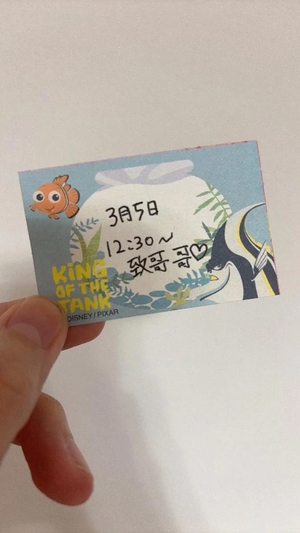 3月5日
12:30~
致哥哥♡
KiNG
OF THE
TANK
DISNEY / PIXAR